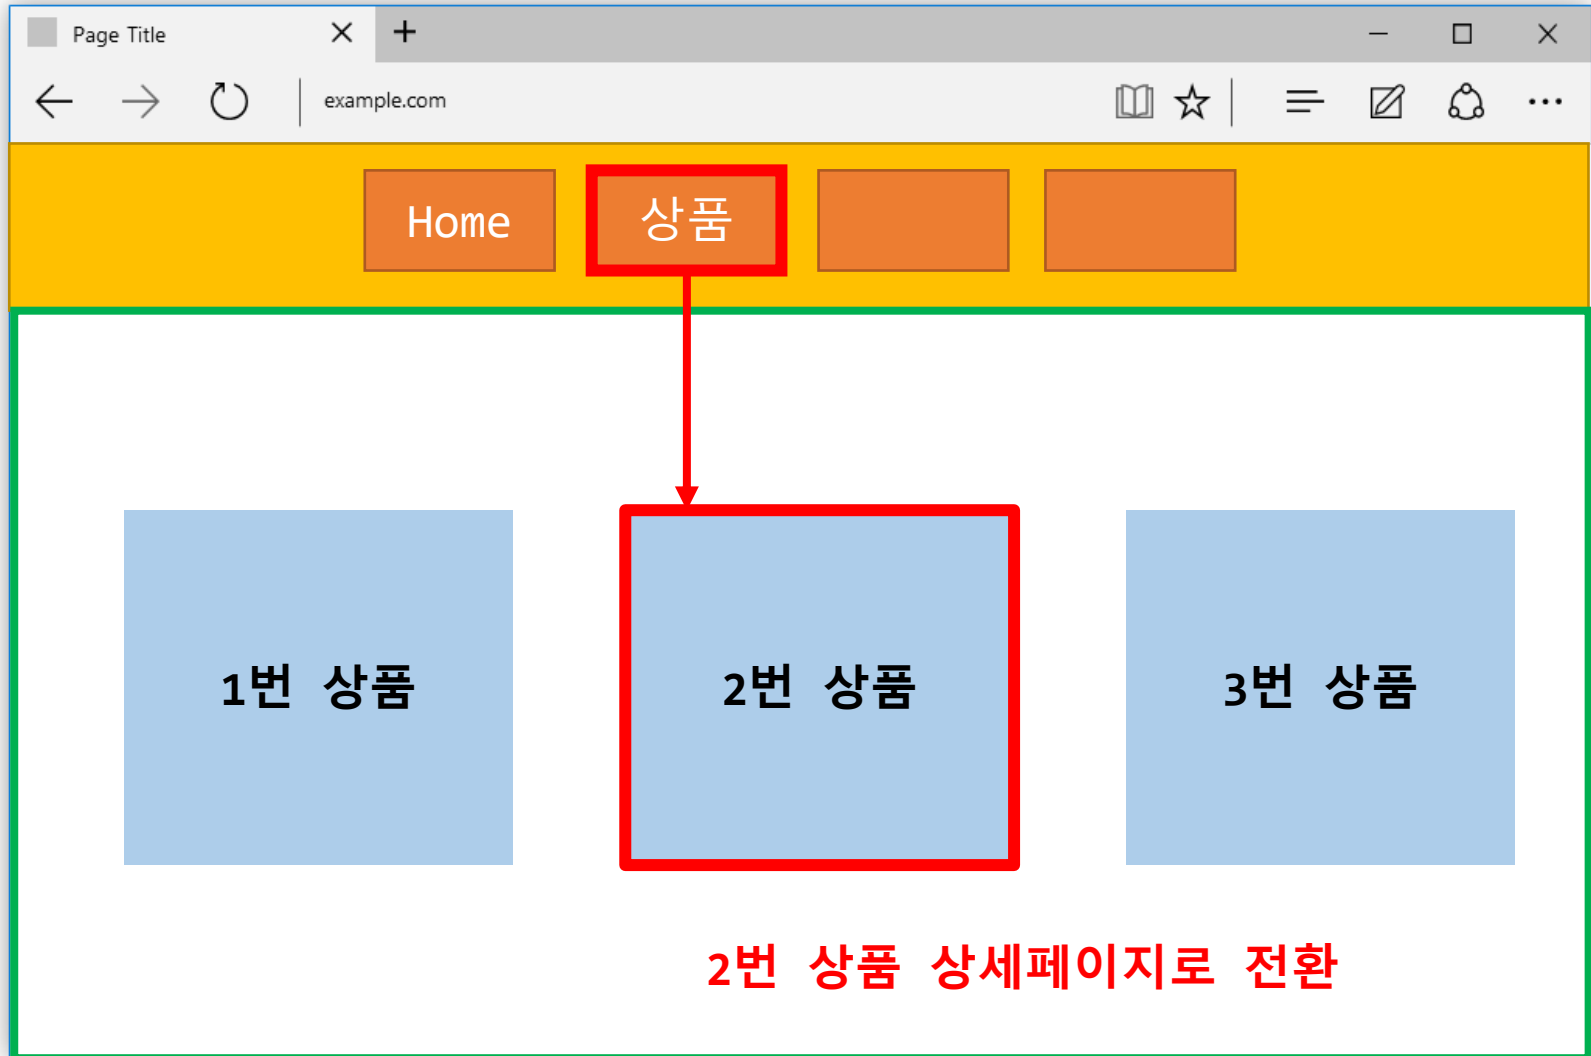 Page Title
example.com
Home
상품
1번 상품
2번 상품
3번 상품
2번 상품 상세페이지로 전환